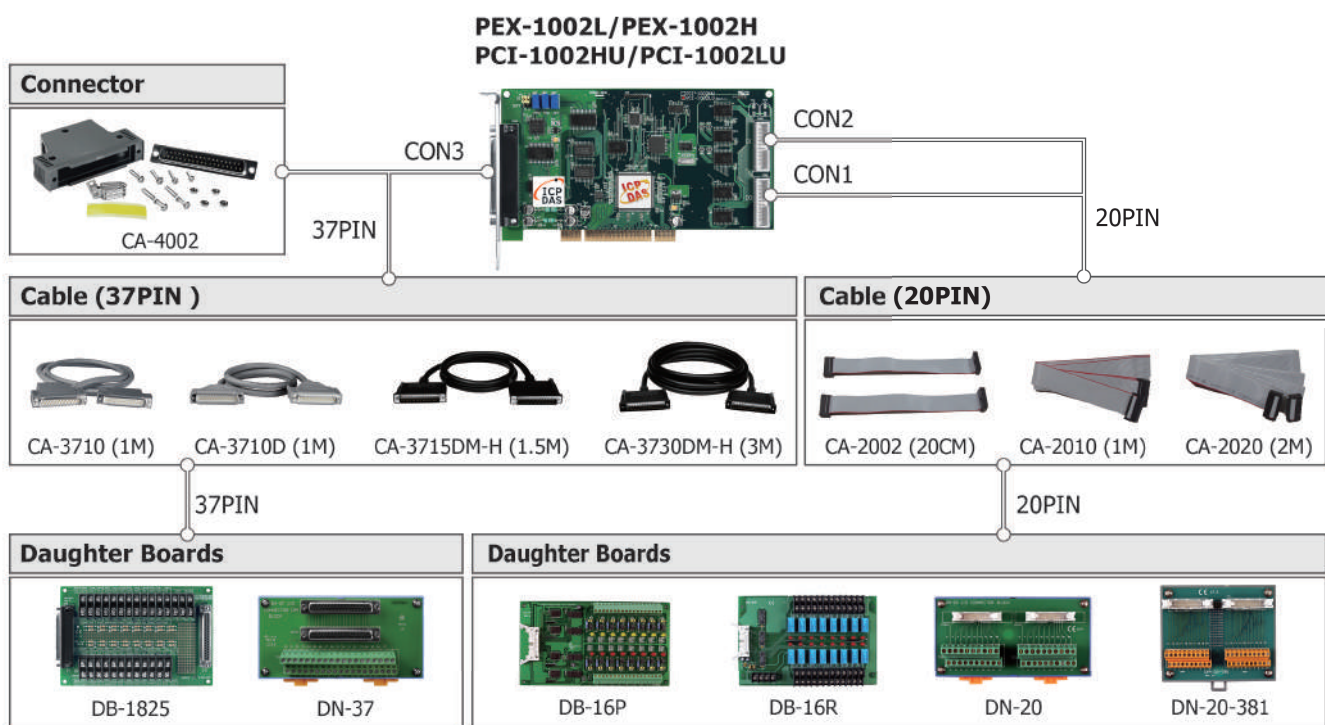 PEX-1002L/PEX-1002H
PCI-1002HU/PCI-1002LU
Connector
CA-4002
CON3
37PIN
ICP
DAS
ICP
DAS
CON2
CON1
20PIN
Cable (37PIN )
CA-3710 (1M)
CA-3710D (1M)
CA-3715DM-H (1.5M)
CA-3730DM-H (3M)
Cable (20PIN)
CA-2002 (20CM)
CA-2010 (1M)
CA-2020 (2M)
37PIN
20PIN
Daughter Boards
DB-1825
DN-37
Daughter Boards
DB-16P
DB-16R
DN-20
DN-20-381